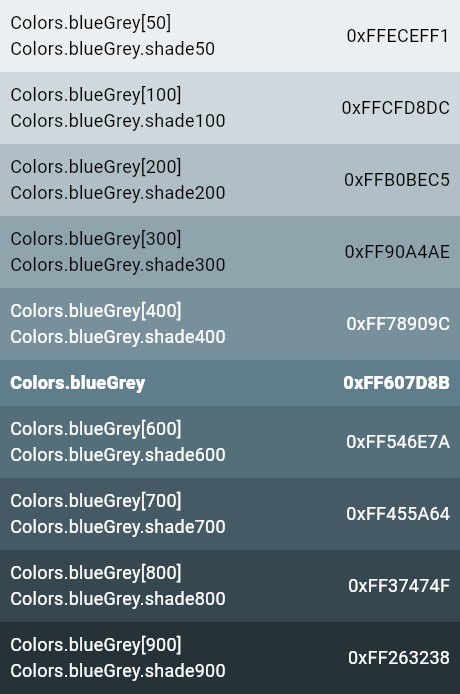 Colors.blueGrey[50]
Colors.blueGrey.shade50
0xFFECEFF1
Colors.blueGrey[100]
Colors.blueGrey.shade100
0xFFCFD8DC
Colors.blueGrey[200]
Colors.blueGrey.shade200
0xFFB0BEC5
Colors.blueGrey[300]
Colors.blueGrey.shade300
0xFF90A4AE
Colors.blueGrey[400]
Colors.blueGrey.shade400
0xFF78909C
Colors.blueGrey
0xFF607D8B
Colors.blueGrey[600]
Colors.blueGrey.shade600
0xFF546E7A
Colors.blueGrey[700]
Colors.blueGrey.shade700
0xFF455A64
Colors.blueGrey[800]
Colors.blueGrey.shade800
0xFF37474F
Colors.blueGrey[900]
Colors.blueGrey.shade900
0xFF263238